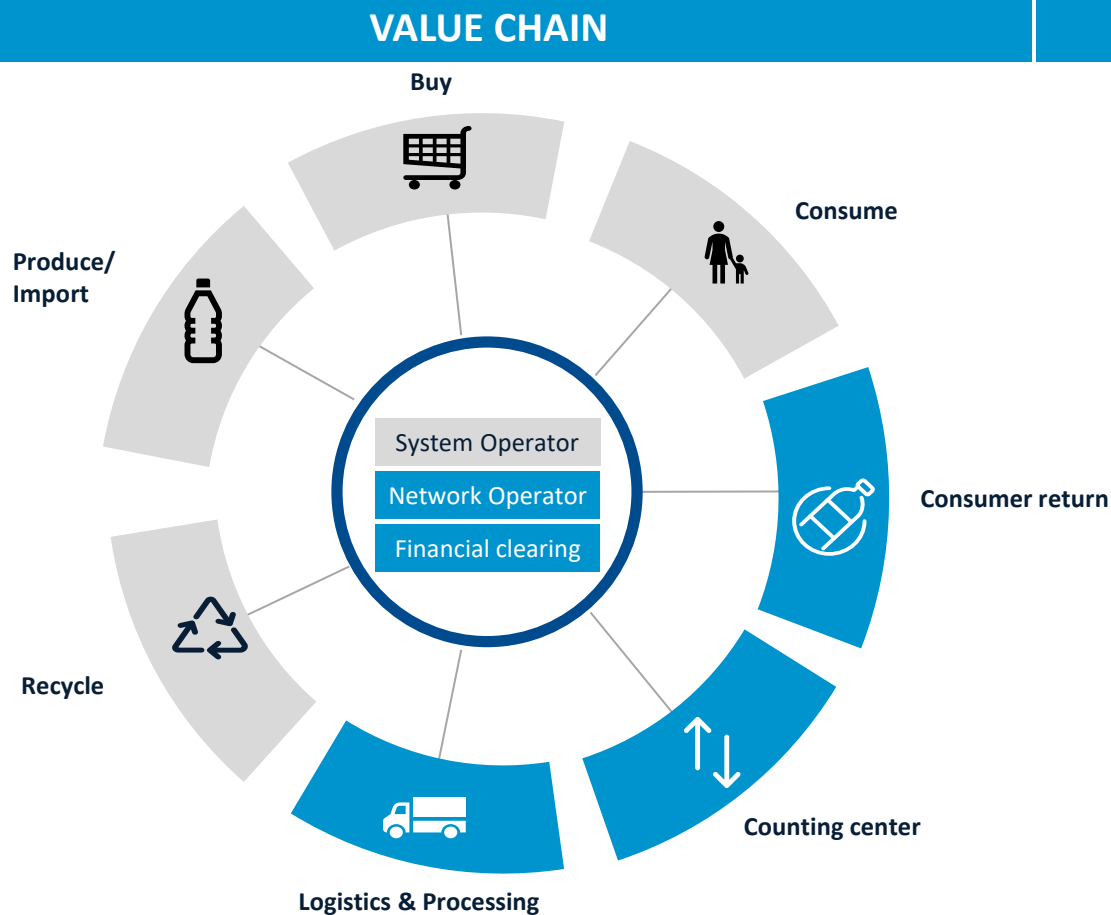 VALUE CHAIN
Buy
Consume
Produce/
Import
System Operator
Network Operator
Financial clearing
Consumer return
Recycle
Counting center
Logistics & Processing